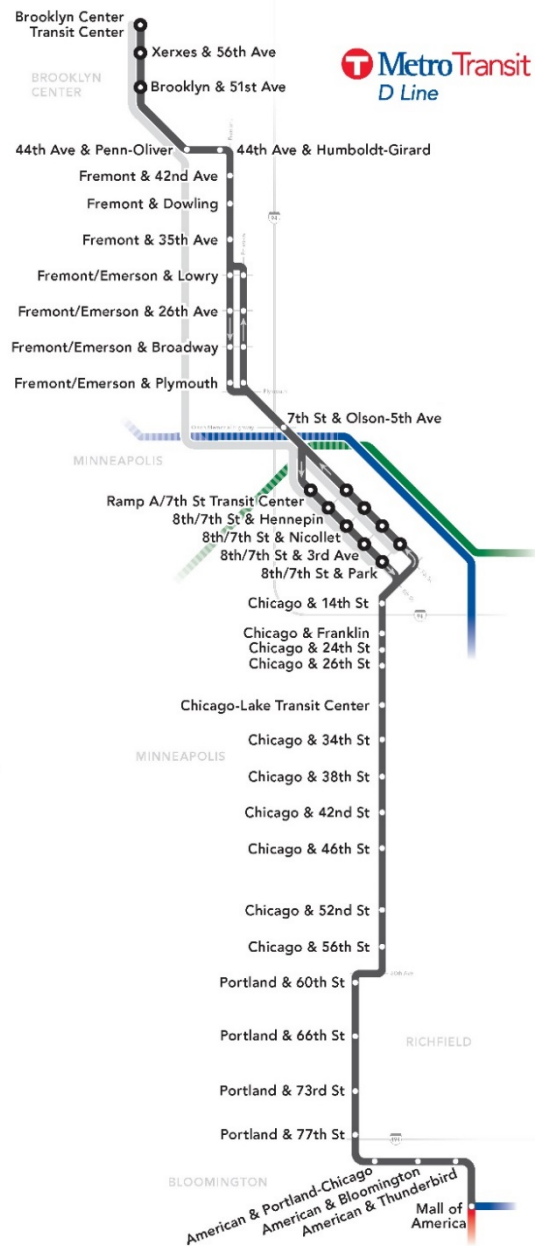 Brooklyn Center
Transit Center
Xerxes & 56th Ave
BROOKLYN
CENTER
Brooklyn & 51st Ave
T MetroTransit
D Line
44th Ave & Penn-Oliver
44th Ave & Humboldt-Girard
Fremont & 42nd Ave
Fremont & Dowling
94
Fremont & 35th Ave
Fremont/Emerson & Lowry
Fremont/Emerson & 26th Ave
Fremont/Emerson & Broadway
Fremont/Emerson & Plymouth
7th St & Olson-5th Ave
MINNEAPOLIS
Ramp A/7th St Transit Center
8th/7th St & Hennepin
8th/7th St & Nicollet
8th/7th St & 3rd Ave
8th/7th St & Park
Chicago & 14th St
94
Chicago & Franklin
Chicago & 24th St
Chicago & 26th St
Chicago-Lake Transit Center
Chicago & 34th St
MINNEAPOLIS
Chicago & 38th St
Chicago & 42nd St
Chicago & 46th St
Chicago & 52nd St
Chicago & 56th St
Portland & 60th St
Portland & 66th St
RICHFIELD
Portland & 73rd St
Portland & 77th St
BLOOMINGTON
American & Portland-Chicago
American & Bloomington
American & Thunderbird
Mall of
America